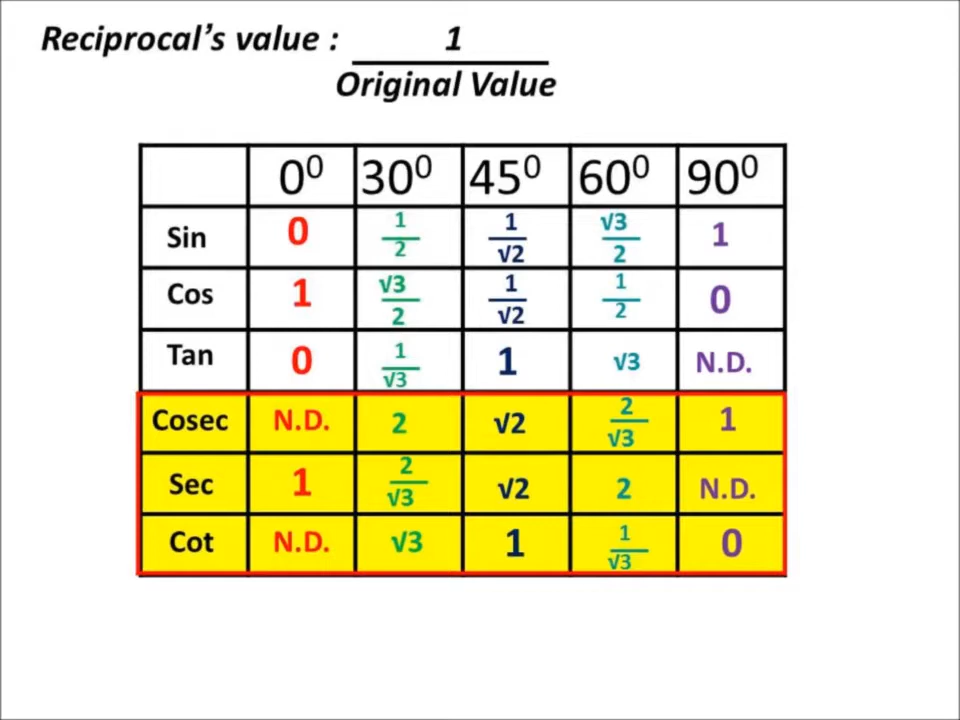 Reciprocal's value : 1
Original Value
0⁰ 30⁰ 45⁰ 60⁰ 90⁰
Sin 0 1/2 1/√2 √3/2 1
Cos 1 √3/2 1/√2 1/2 0
Tan 0 1/√3 1 √3 N.D.
Cosec N.D. 2 √2 2/√3 1
Sec 1 2/√3 √2 2 N.D.
Cot N.D. √3 1 1/√3 0